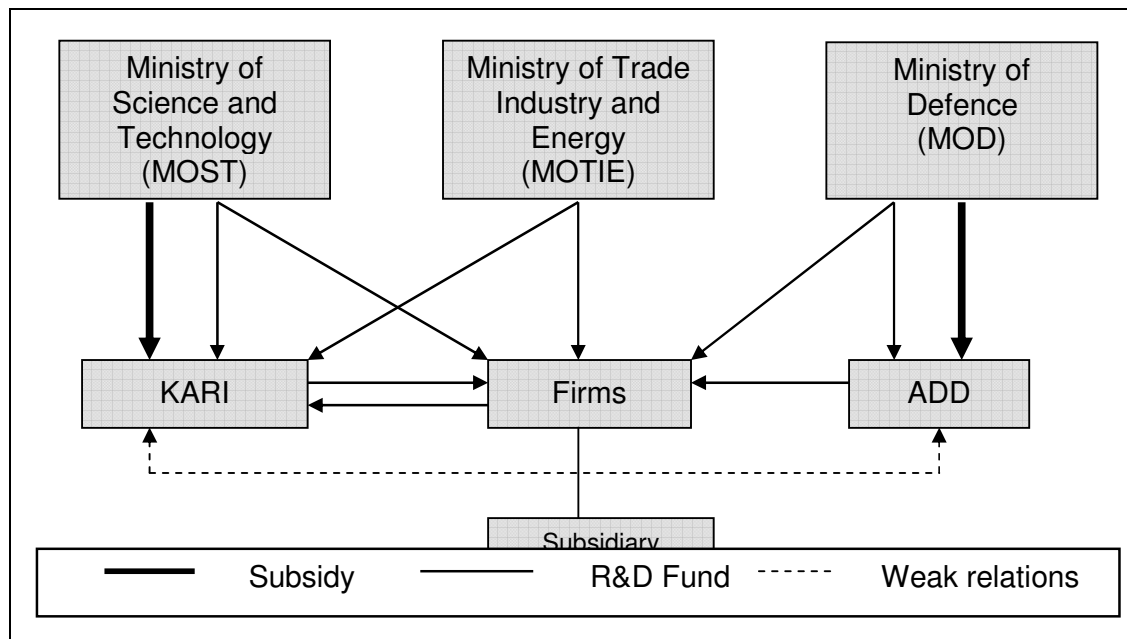 Ministry of
Science and
Technology
(MOST)
Ministry of Trade
Industry and
Energy
(MOTIE)
Ministry of
Defence
(MOD)
KARI
Firms
ADD
Subsidiary
Subsidy
R&D Fund
Weak relations